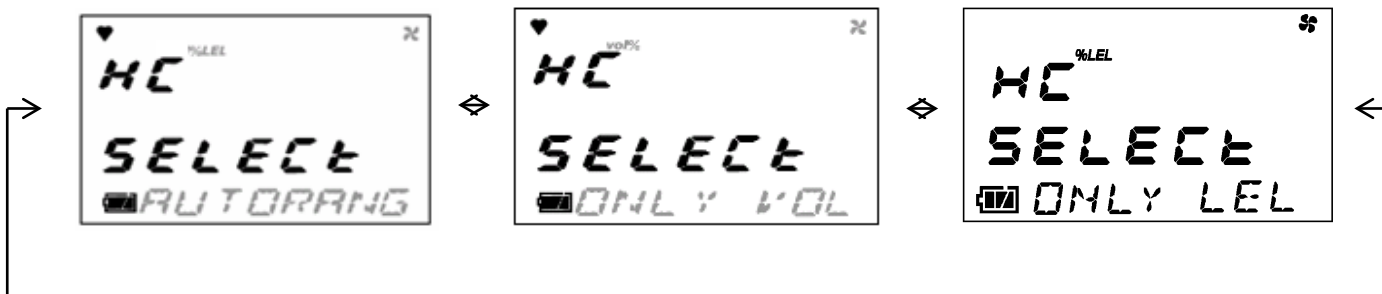 HC %LEL
SELECt
AUTORANG
HC vol%
SELECt
ONLY VOL
HC %LEL
SELECt
ONLY LEL